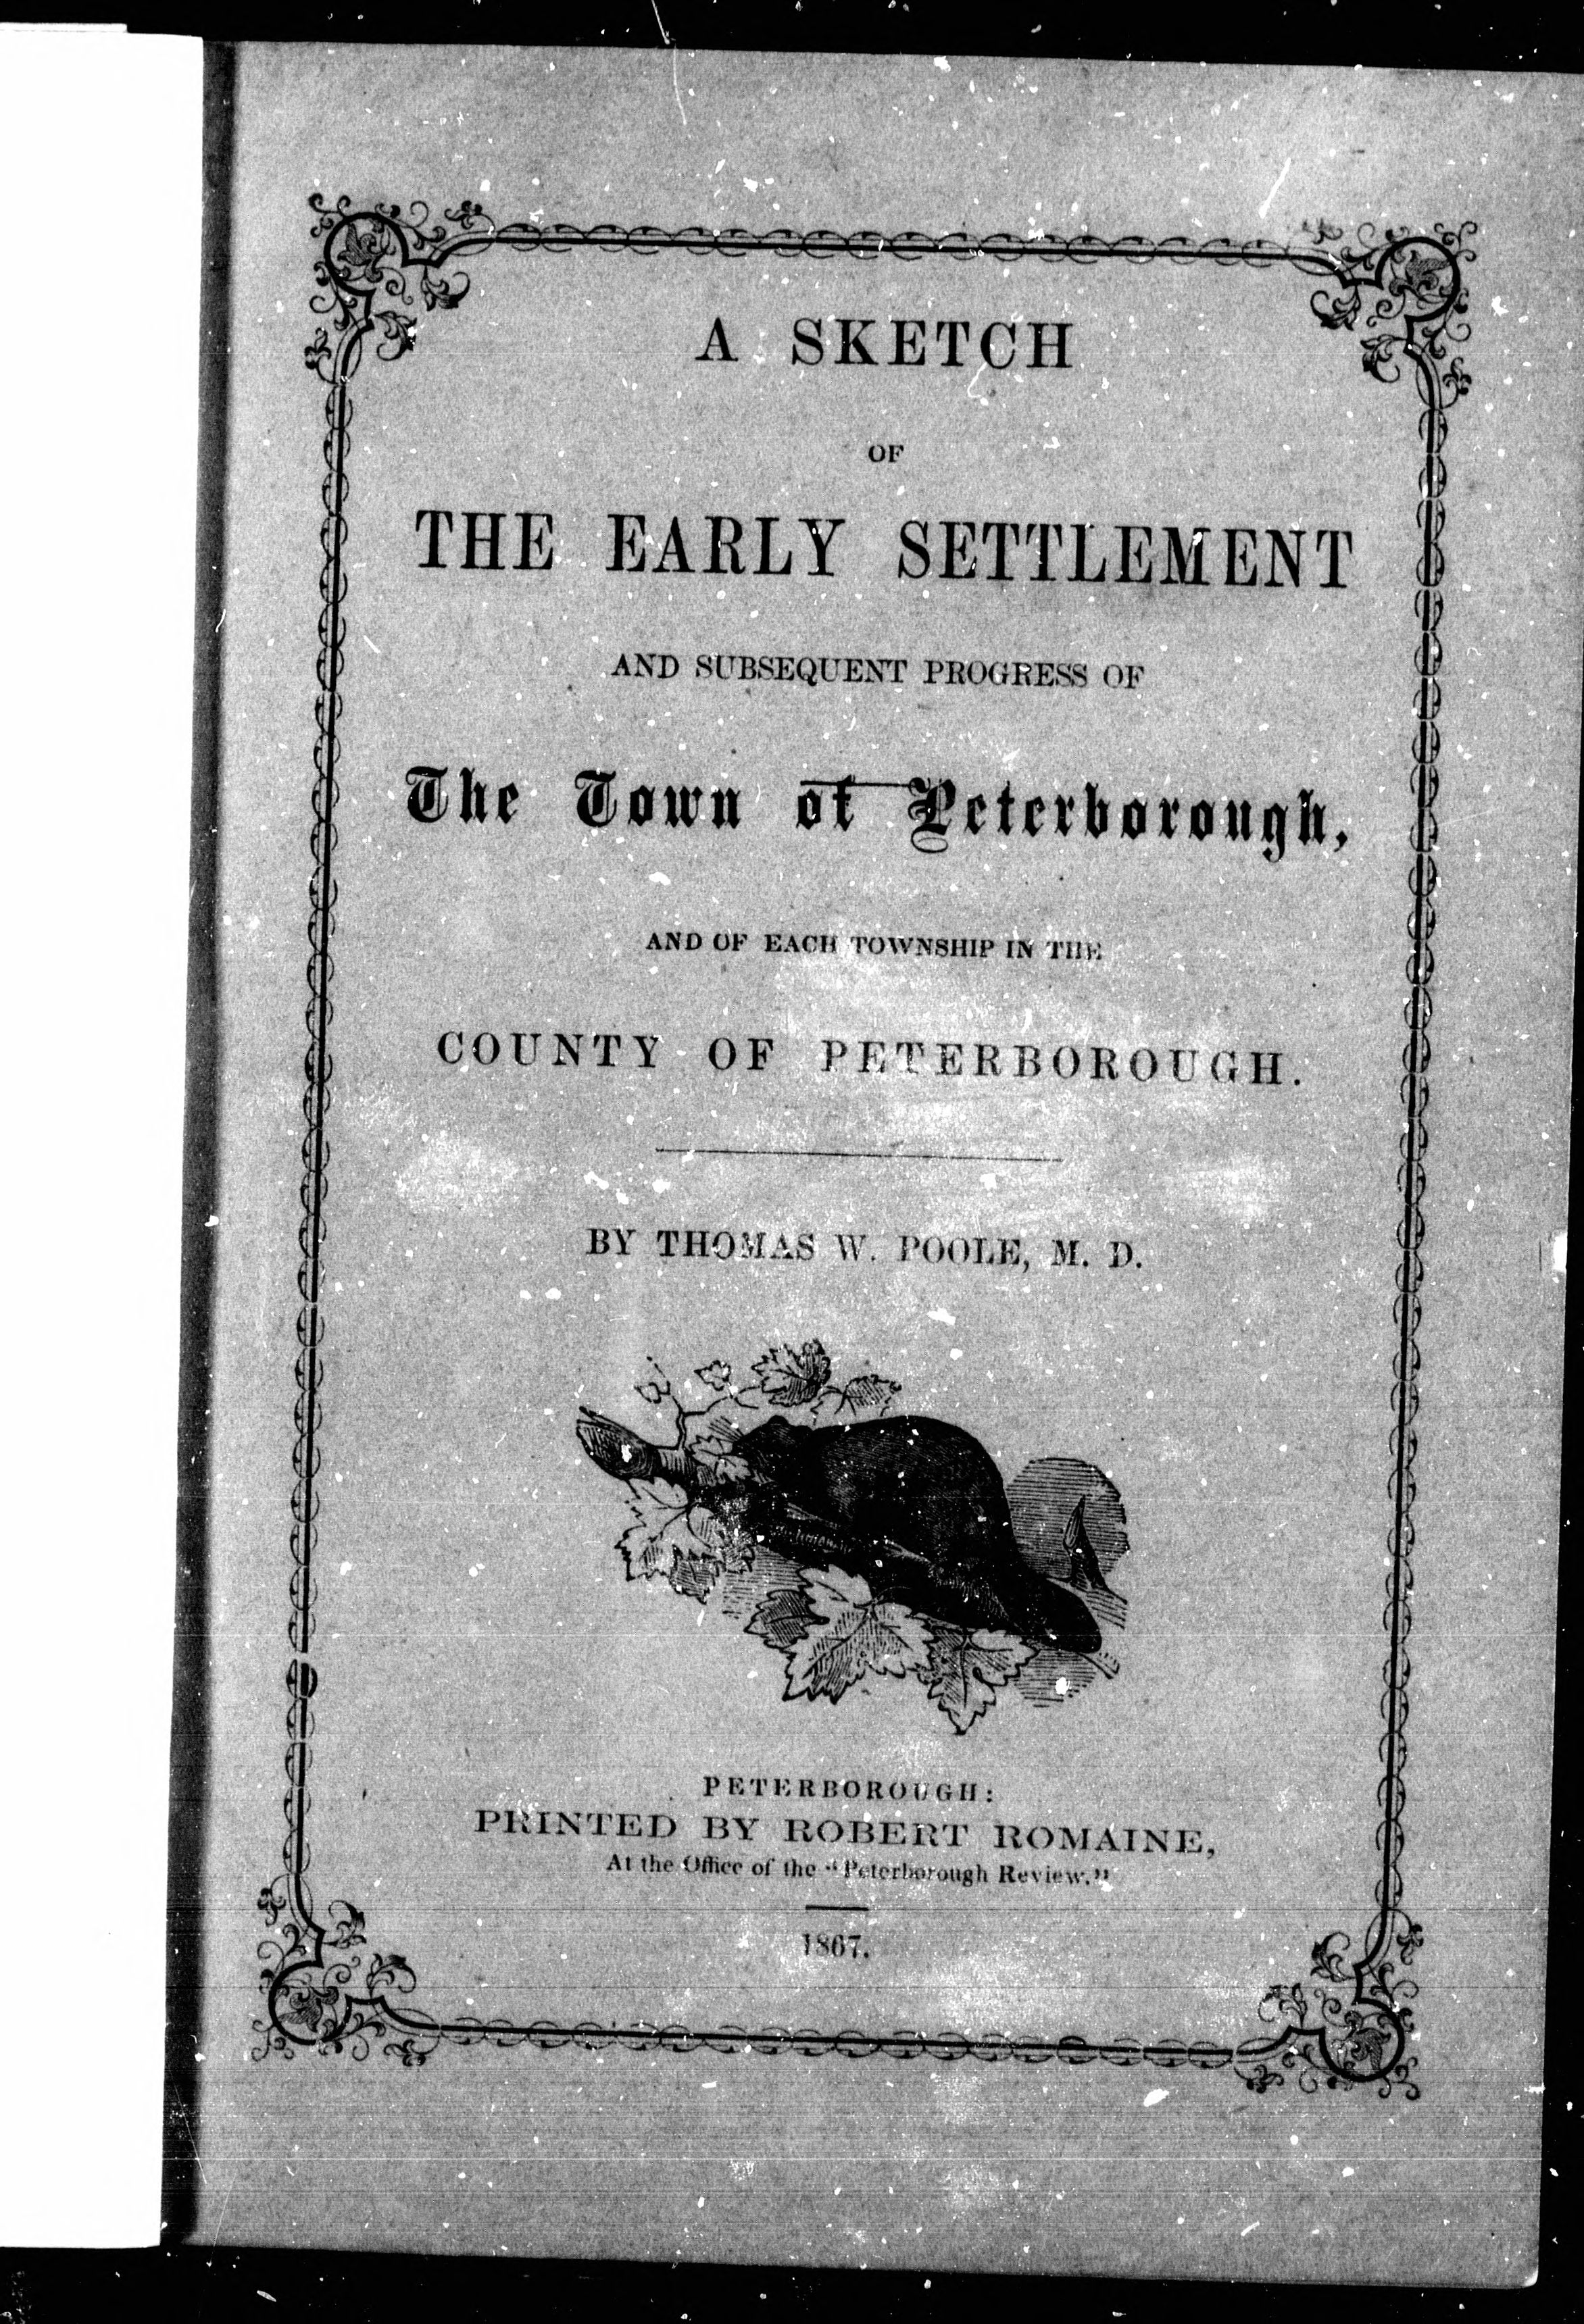 A SKETCH
OF
THE EARLY SETTLEMENT
AND SUBSEQUENT PROGRESS OF
The Town of Peterborough,
AND OF EACH TOWNSHIP IN THE
COUNTY OF PETERBOROUGH.
BY THOMAS W. POOLE, M. D.
PETERBOROUGH:
PRINTED BY ROBERT ROMAINE,
At the Office of the "Peterborough Review."
1867.